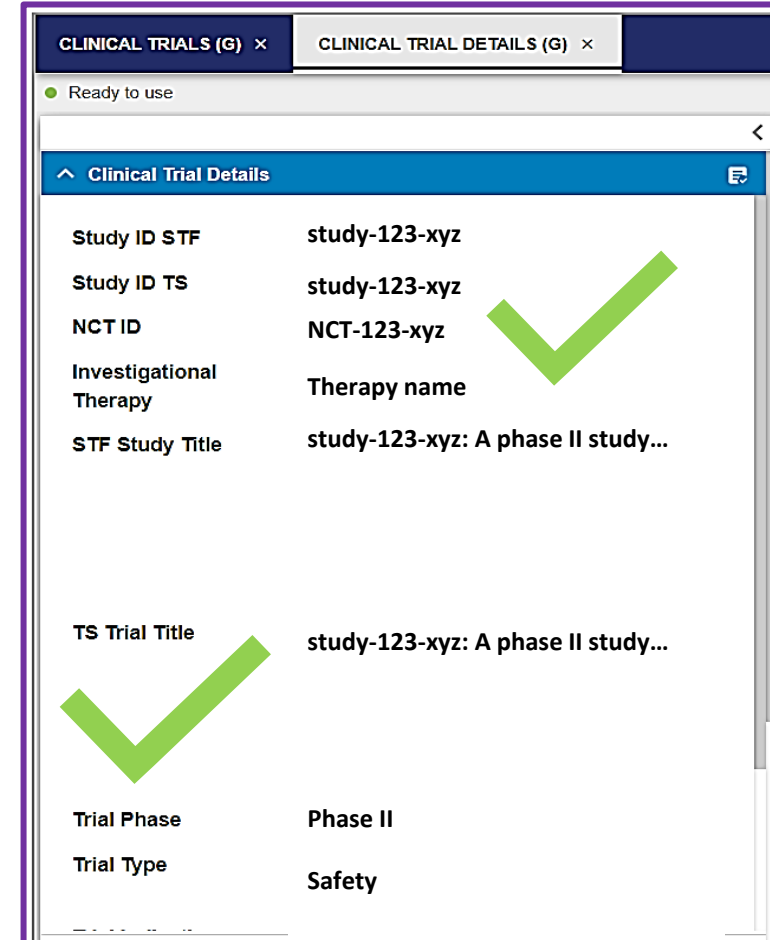 CLINICAL TRIALS (G) ×
CLINICAL TRIAL DETAILS (G) ×
Ready to use
Clinical Trial Details
Study ID STF study-123-xyz
Study ID TS study-123-xyz
NCT ID NCT-123-xyz
Investigational
Therapy Therapy name
STF Study Title study-123-xyz: A phase II study...
TS Trial Title study-123-xyz: A phase II study...
Trial Phase Phase II
Trial Type Safety